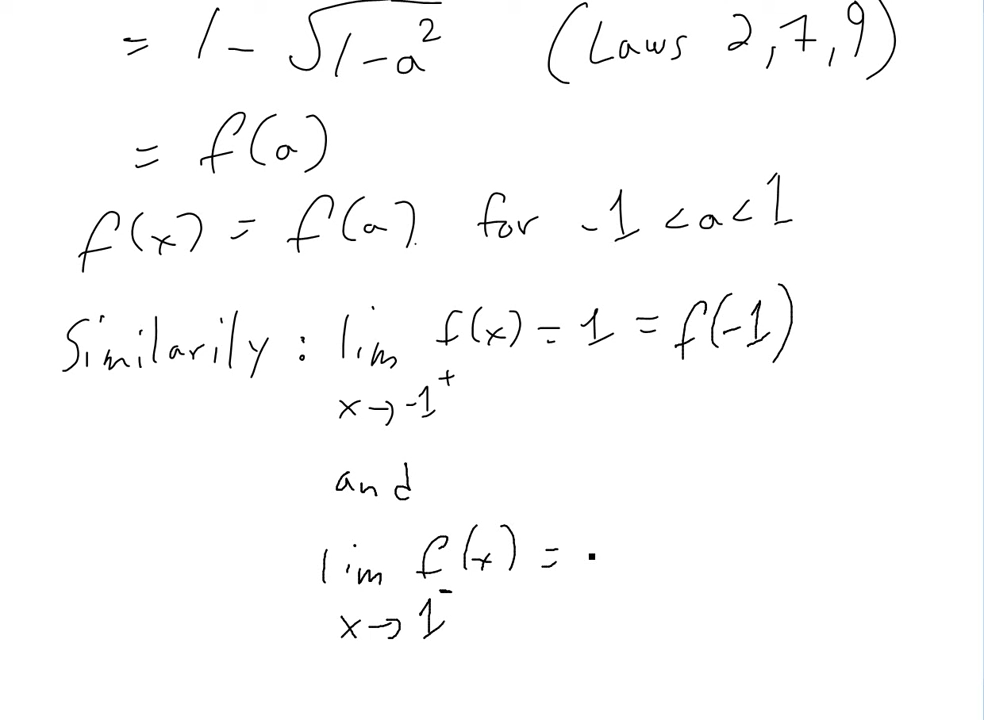 = 1 - √(1-a²) (Laws 2,7,9)
= f(a)
f(x) = f(a) for -1 < a < 1
Similarily : lim f(x) = 1 = f(-1)
x → -1⁺
and
lim f(x) =
x → 1⁻